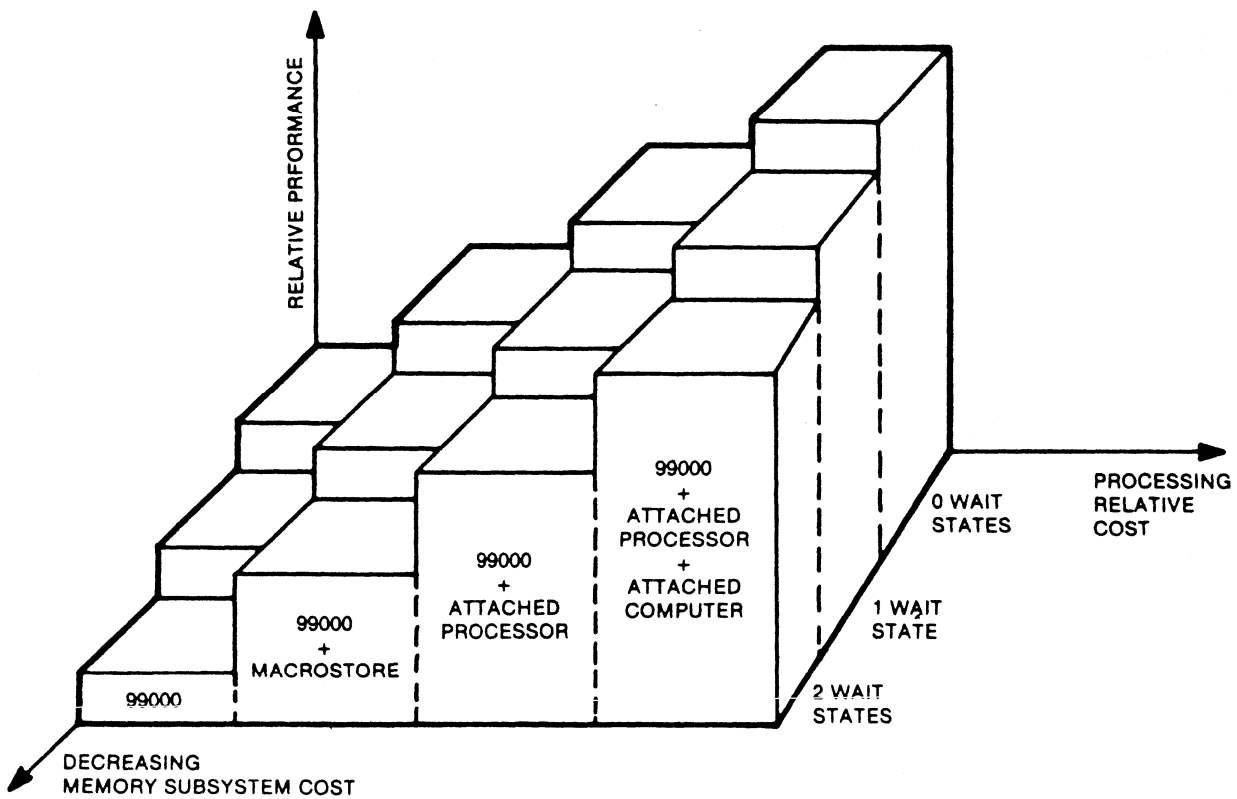 RELATIVE PRFORMANCE
99000
+
ATTACHED
PROCESSOR
+
ATTACHED
COMPUTER
99000
+
ATTACHED
PROCESSOR
99000
+
MACROSTORE
99000
0 WAIT
STATES
1 WAIT
STATE
2 WAIT
STATES
PROCESSING
RELATIVE
COST
DECREASING
MEMORY SUBSYSTEM COST